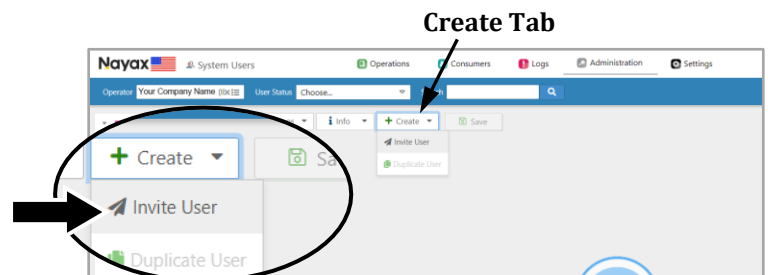 Create Tab
Nayax System Users Operations Consumers Logs Administration Settings
Operator Your Company Name User Status Choose...
Info + Create Save
Invite User
Duplicate User
+ Create
Invite User
Duplicate User